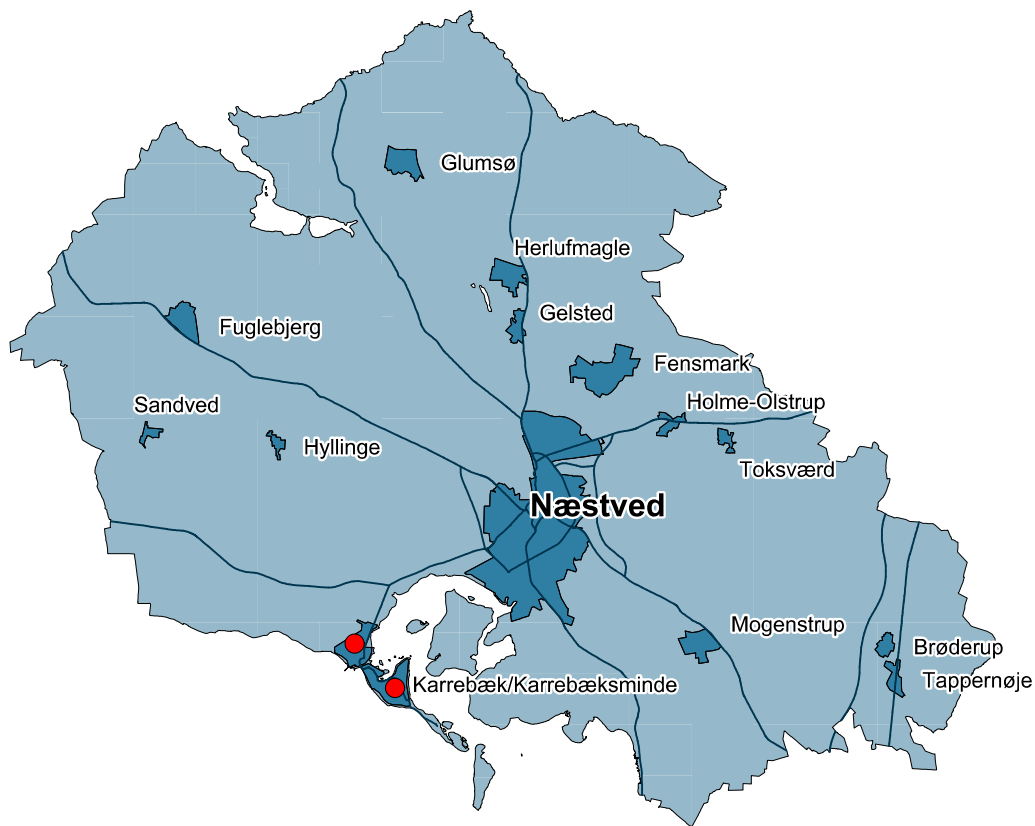 Glumsø
Herlufmagle
Gelsted
Fuglebjerg
Fensmark
Sandved
Holme-Olstrup
Hyllinge
Toksværd
Næstved
Mogenstrup
Brøderup
Tappernøje
Karrebæk/Karrebæksminde